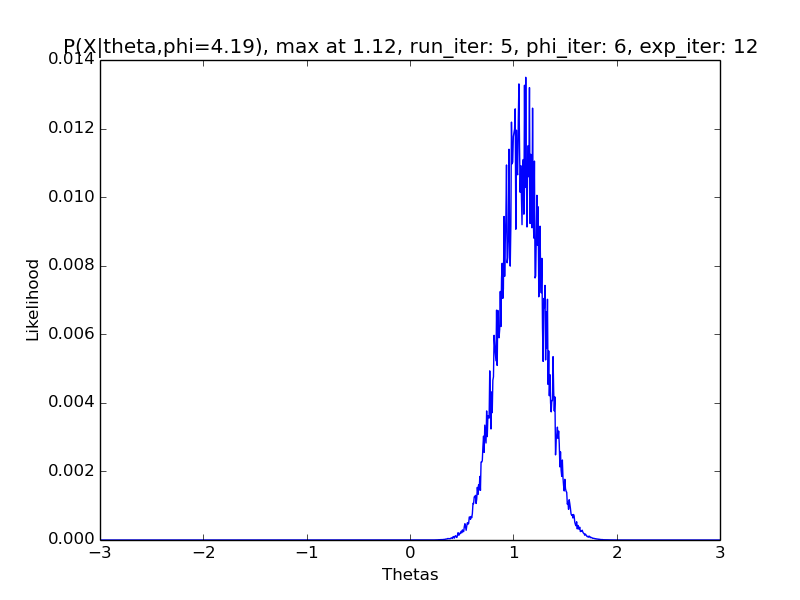 P(X|theta,phi=4.19), max at 1.12, run_iter: 5, phi_iter: 6, exp_iter: 12
0.014
0.012
0.010
0.008
0.006
0.004
0.002
0.000
Likelihood
−3 −2 −1 0 1 2 3
Thetas